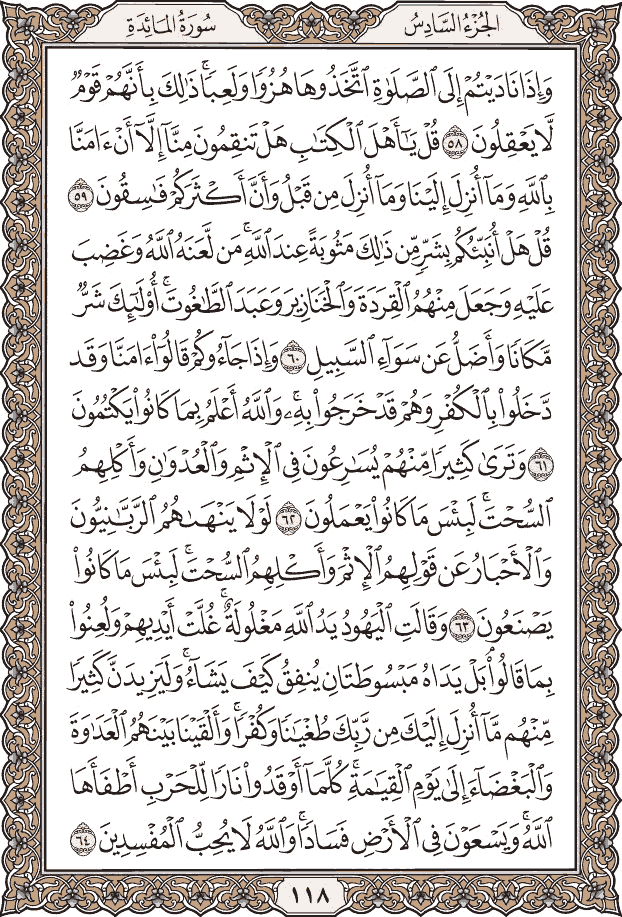 الجُزْءُ السَّادِسُ
سُورَةُ المَائِدَةِ
وَإِذَا نَادَيْتُمْ إِلَى ٱلصَّلَوٰةِ ٱتَّخَذُوهَا هُزُوًا وَلَعِبًا ۚ ذَٰلِكَ بِأَنَّهُمْ قَوْمٌ
لَّا يَعْقِلُونَ ٥٨ قُلْ يَـٰٓأَهْلَ ٱلْكِتَـٰبِ هَلْ تَنقِمُونَ مِنَّآ إِلَّآ أَنْ ءَامَنَّا
بِٱللَّهِ وَمَآ أُنزِلَ إِلَيْنَا وَمَآ أُنزِلَ مِن قَبْلُ وَأَنَّ أَكْثَرَكُمْ فَـٰسِقُونَ ٥٩
قُلْ هَلْ أُنَبِّئُكُم بِشَرٍّ مِّن ذَٰلِكَ مَثُوبَةً عِندَ ٱللَّهِ ۚ مَن لَّعَنَهُ ٱللَّهُ وَغَضِبَ
عَلَيْهِ وَجَعَلَ مِنْهُمُ ٱلْقِرَدَةَ وَٱلْخَنَازِيرَ وَعَبَدَ ٱلطَّـٰغُوتَ ۚ أُو۟لَـٰٓئِكَ شَرٌّ
مَّكَانًا وَأَضَلُّ عَن سَوَآءِ ٱلسَّبِيلِ ٦٠ وَإِذَا جَآءُوكُمْ قَالُوٓا۟ ءَامَنَّا وَقَد
دَّخَلُوا۟ بِٱلْكُفْرِ وَهُمْ قَدْ خَرَجُوا۟ بِهِۦ ۚ وَٱللَّهُ أَعْلَمُ بِمَا كَانُوا۟ يَكْتُمُونَ
٦١ وَتَرَىٰ كَثِيرًا مِّنْهُمْ يُسَـٰرِعُونَ فِى ٱلْإِثْمِ وَٱلْعُدْوَٰنِ وَأَكْلِهِمُ
ٱلسُّحْتَ ۚ لَبِئْسَ مَا كَانُوا۟ يَعْمَلُونَ ٦٢ لَوْلَا يَنْهَىٰهُمُ ٱلرَّبَّـٰنِيُّونَ
وَٱلْأَحْبَارُ عَن قَوْلِهِمُ ٱلْإِثْمَ وَأَكْلِهِمُ ٱلسُّحْتَ ۚ لَبِئْسَ مَا كَانُوا۟
يَصْنَعُونَ ٦٣ وَقَالَتِ ٱلْيَهُودُ يَدُ ٱللَّهِ مَغْلُولَةٌ ۚ غُلَّتْ أَيْدِيهِمْ وَلُعِنُوا۟
بِمَا قَالُوا۟ ۘ بَلْ يَدَاهُ مَبْسُوطَتَانِ يُنفِقُ كَيْفَ يَشَآءُ ۚ وَلَيَزِيدَنَّ كَثِيرًا
مِّنْهُم مَّآ أُنزِلَ إِلَيْكَ مِن رَّبِّكَ طُغْيَـٰنًا وَكُفْرًا ۚ وَأَلْقَيْنَا بَيْنَهُمُ ٱلْعَدَٰوَةَ
وَٱلْبَغْضَآءَ إِلَىٰ يَوْمِ ٱلْقِيَـٰمَةِ ۚ كُلَّمَآ أَوْقَدُوا۟ نَارًا لِّلْحَرْبِ أَطْفَأَهَا
ٱللَّهُ ۚ وَيَسْعَوْنَ فِى ٱلْأَرْضِ فَسَادًا ۚ وَٱللَّهُ لَا يُحِبُّ ٱلْمُفْسِدِينَ ٦٤
١١٨